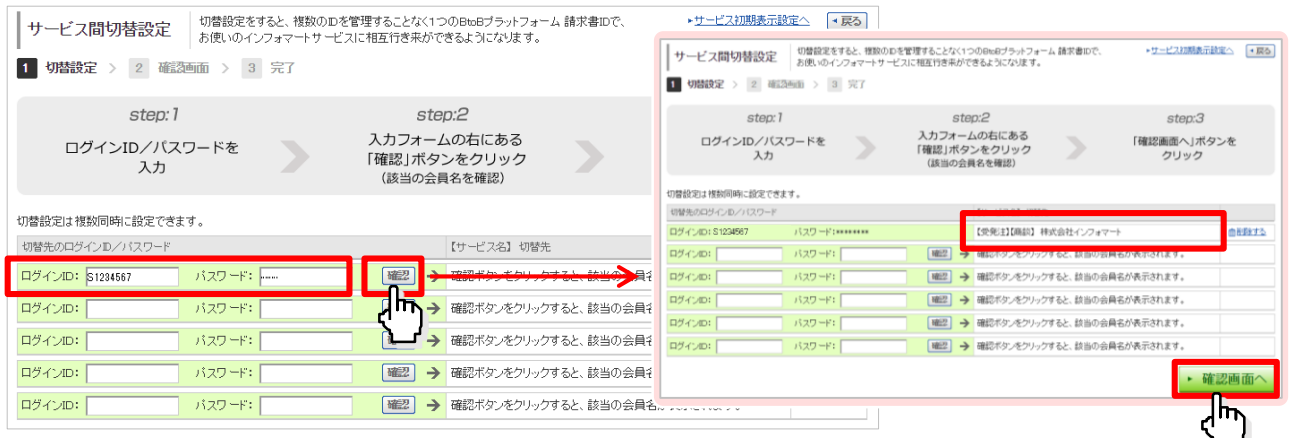 サービス間切替設定
切替設定をすると、複数のIDを管理することなく1つのBtoBプラットフォーム 請求書IDで、
お使いのインフォマートサービスに相互行き来ができるようになります。
▸サービス初期表示設定へ
◂戻る
1 切替設定 > 2 確認画面 > 3 完了
step:1
ログインID／パスワードを
入力
step:2
入力フォームの右にある
「確認」ボタンをクリック
（該当の会員名を確認）
切替設定は複数同時に設定できます。
切替先のログインID／パスワード 【サービス名】 切替先
ログインID: S1234567 パスワード: ...... 確認 → 確認ボタンをクリックすると、該当の会員名
ログインID: パスワード: → 確認ボタンをクリックすると、該当の会員名
ログインID: パスワード: → 確認ボタンをクリックすると、該当の会員名
ログインID: パスワード: 確認 → 確認ボタンをクリックすると、該当の会員名
ログインID: パスワード: 確認 → 確認ボタンをクリックすると、該当の会員名が表示されます。
サービス間切替設定
切替設定をすると、複数のIDを管理することなく1つのBtoBプラットフォーム 請求書IDで、
お使いのインフォマートサービスに相互行き来ができるようになります。
▸サービス初期表示設定へ
◂戻る
1 切替設定 > 2 確認画面 > 3 完了
step:1
ログインID／パスワードを
入力
step:2
入力フォームの右にある
「確認」ボタンをクリック
（該当の会員名を確認）
step:3
「確認画面へ」ボタンを
クリック
切替設定は複数同時に設定できます。
切替先のログインID／パスワード
ログインID: S1234567 パスワード:******** 【受発注】【商談】 株式会社インフォマート 削除する
ログインID: パスワード: 確認 → 確認ボタンをクリックすると、該当の会員名が表示されます。
ログインID: パスワード: 確認 → 確認ボタンをクリックすると、該当の会員名が表示されます。
ログインID: パスワード: 確認 → 確認ボタンをクリックすると、該当の会員名が表示されます。
ログインID: パスワード: 確認 → 確認ボタンをクリックすると、該当の会員名が表示されます。
ログインID: パスワード: 確認 → 確認ボタンをクリックすると、該当の会員名が表示されます。
▸ 確認画面へ